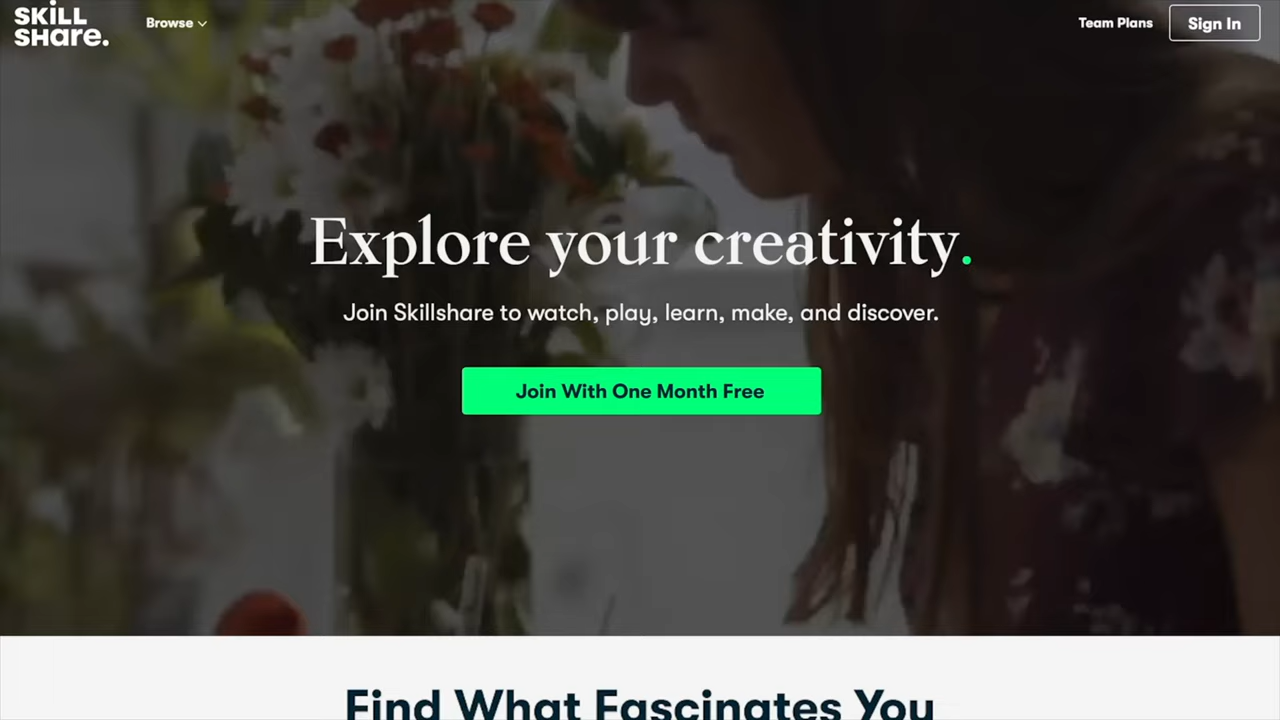 SKiLL
SHare.
Browse
Team Plans
Sign In
Explore your creativity.
Join Skillshare to watch, play, learn, make, and discover.
Join With One Month Free
Find What Fascinates You